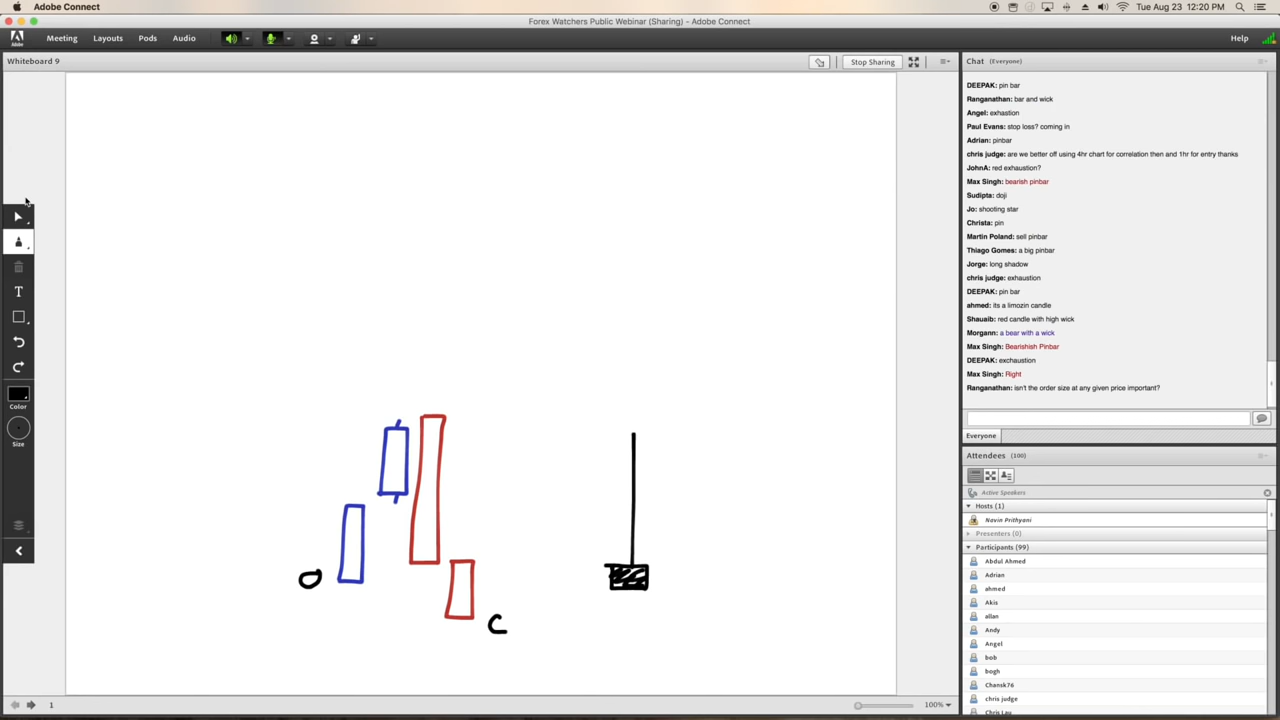 Adobe Connect
Tue Aug 23 12:20 PM
Forex Watchers Public Webinar (Sharing) - Adobe Connect
Meeting Layouts Pods Audio Help
Whiteboard 9
Stop Sharing
T
Color
Size
O
C
1
100%
Chat (Everyone)
DEEPAK: pin bar
Ranganathan: bar and wick
Angel: exhastion
Paul Evans: stop loss? coming in
Adrian: pinbar
chris judge: are we better off using 4hr chart for correlation then and 1hr for entry thanks
JohnA: red exhaustion?
Max Singh: bearish pinbar
Sudipta: doji
Jo: shooting star
Christa: pin
Martin Poland: sell pinbar
Thiago Gomes: a big pinbar
Jorge: long shadow
chris judge: exhaustion
DEEPAK: pin bar
ahmed: its a limozin candle
Shauaib: red candle with high wick
Morgann: a bear with a wick
Max Singh: Bearishish Pinbar
DEEPAK: exchaustion
Max Singh: Right
Ranganathan: isn't the order size at any given price important?
Everyone
Attendees (100)
Active Speakers
Hosts (1)
Navin Prithyani
Presenters (0)
Participants (99)
Abdul Ahmed
Adrian
ahmed
Akis
allan
Andy
Angel
bob
bogh
Chansk76
chris judge
Chris Lau